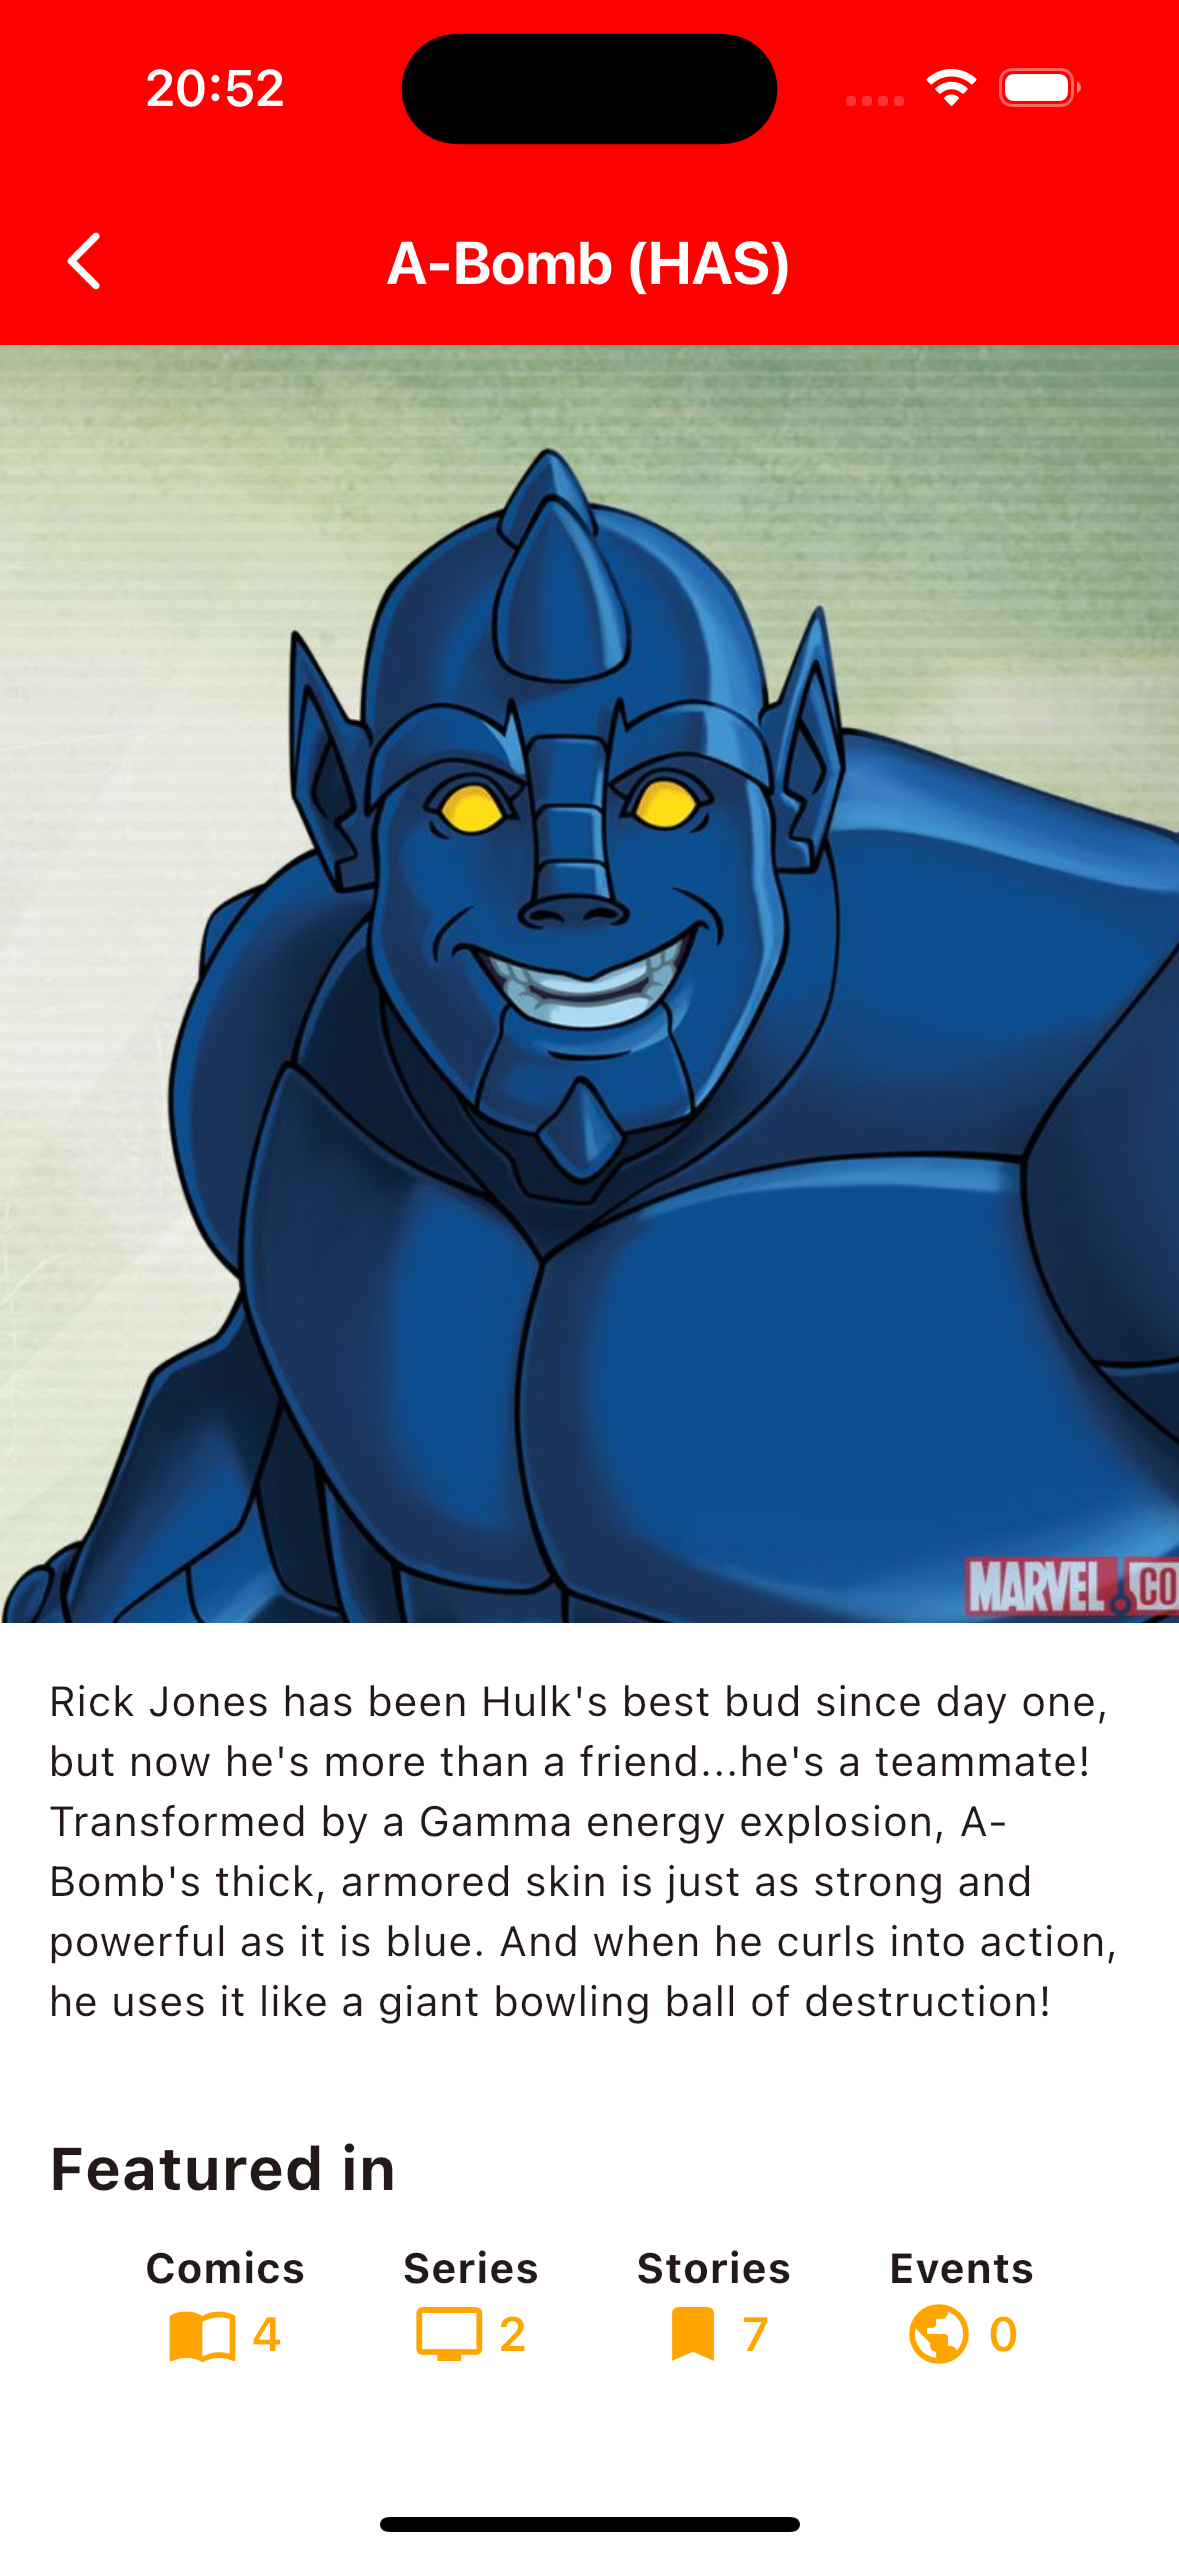 20:52
A-Bomb (HAS)
MARVEL.CO
Rick Jones has been Hulk's best bud since day one,
but now he's more than a friend...he's a teammate!
Transformed by a Gamma energy explosion, A-
Bomb's thick, armored skin is just as strong and
powerful as it is blue. And when he curls into action,
he uses it like a giant bowling ball of destruction!
Featured in
Comics Series Stories Events
4 2 7 0